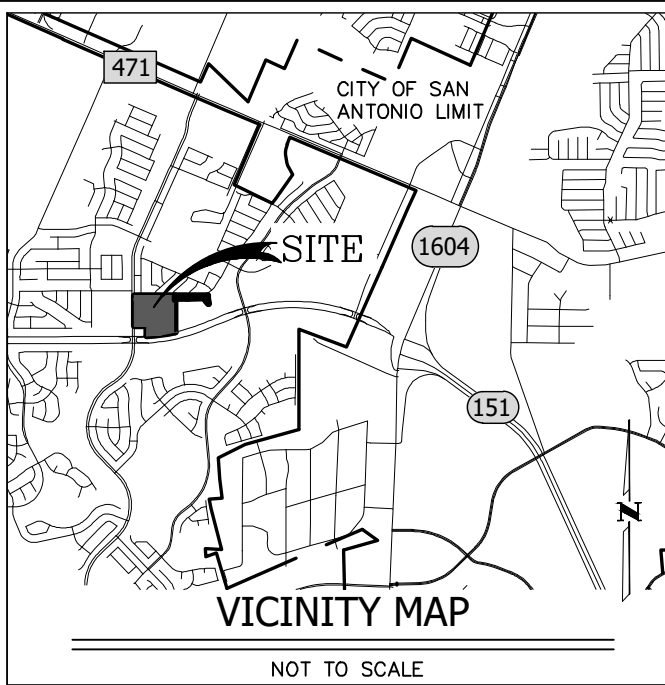 471
CITY OF SAN
ANTONIO LIMIT
SITE
1604
151
N
VICINITY MAP
NOT TO SCALE